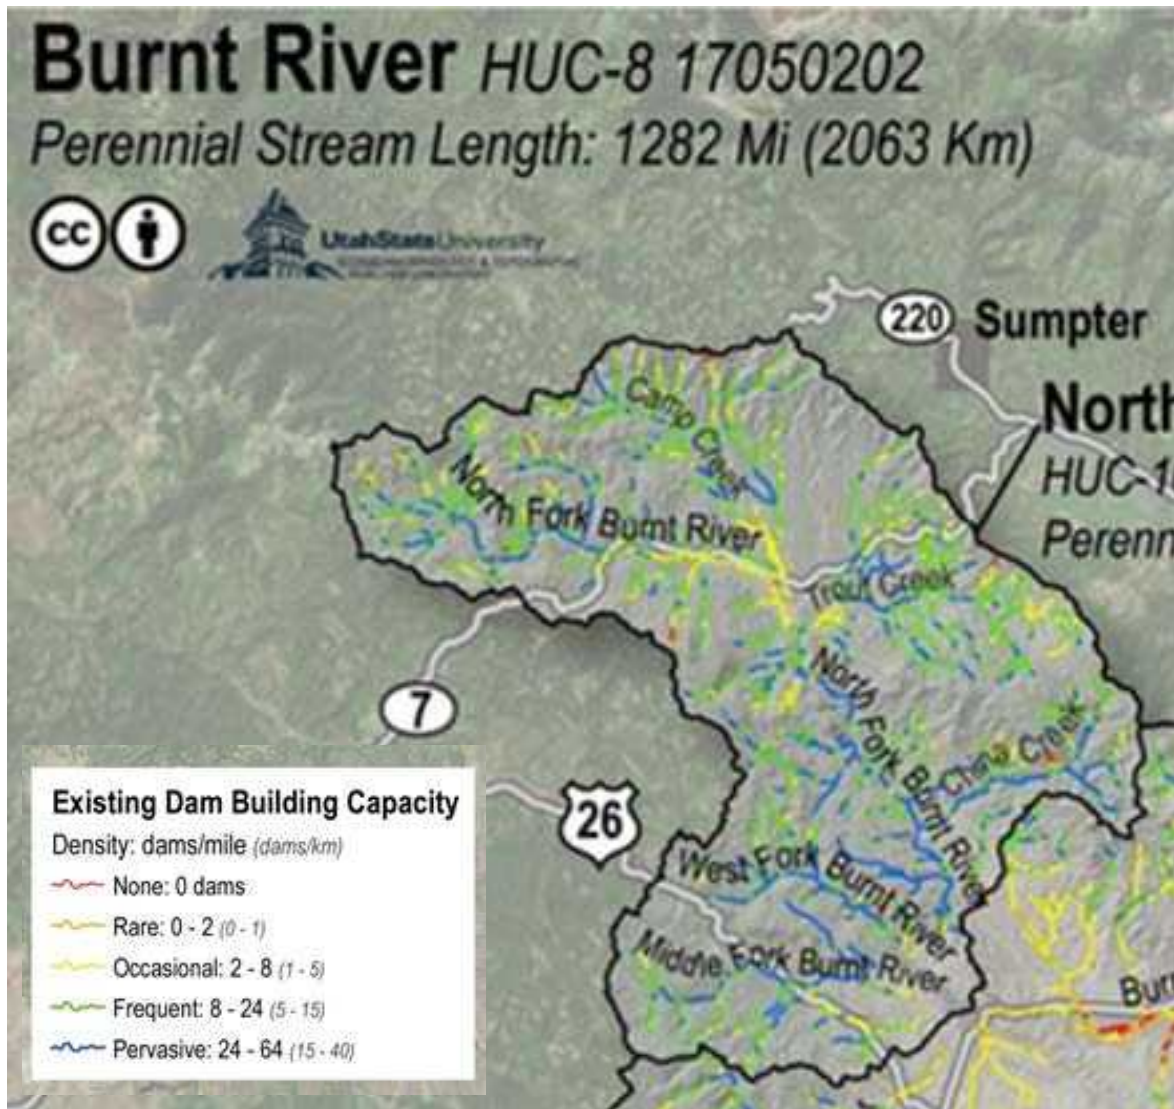 Burnt River HUC-8 17050202
Perennial Stream Length: 1282 Mi (2063 Km)
cc
UtahStateUniversity
220
Sumpter
North
HUC-1
Perenn
Camp Creek
North Fork Burnt River
Trout Creek
North Fork Burnt River
China Creek
7
26
West Fork Burnt River
Middle Fork Burnt River
Burn
Existing Dam Building Capacity
Density: dams/mile (dams/km)
None: 0 dams
Rare: 0 - 2 (0 - 1)
Occasional: 2 - 8 (1 - 5)
Frequent: 8 - 24 (5 - 15)
Pervasive: 24 - 64 (15 - 40)